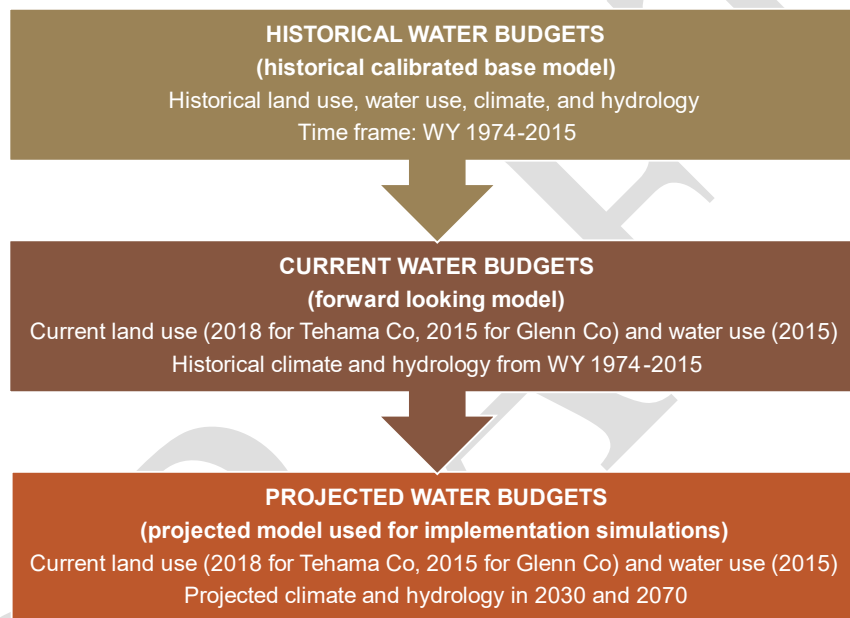 HISTORICAL WATER BUDGETS
(historical calibrated base model)
Historical land use, water use, climate, and hydrology
Time frame: WY 1974-2015
CURRENT WATER BUDGETS
(forward looking model)
Current land use (2018 for Tehama Co, 2015 for Glenn Co) and water use (2015)
Historical climate and hydrology from WY 1974-2015
PROJECTED WATER BUDGETS
(projected model used for implementation simulations)
Current land use (2018 for Tehama Co, 2015 for Glenn Co) and water use (2015)
Projected climate and hydrology in 2030 and 2070